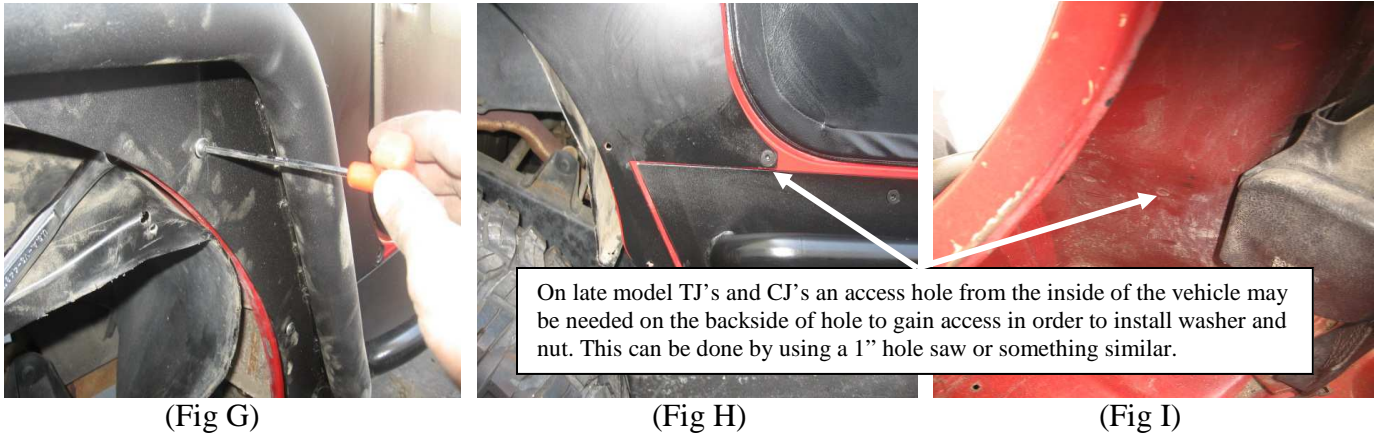 On late model TJ’s and CJ’s an access hole from the inside of the vehicle may
be needed on the backside of hole to gain access in order to install washer and
nut. This can be done by using a 1” hole saw or something similar.
(Fig G)
(Fig H)
(Fig I)